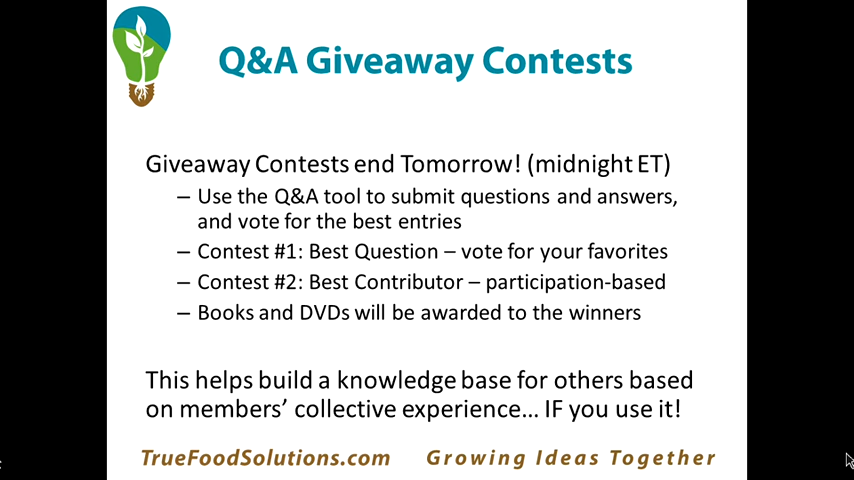 Q&A Giveaway Contests
Giveaway Contests end Tomorrow! (midnight ET)
– Use the Q&A tool to submit questions and answers,
and vote for the best entries
– Contest #1: Best Question – vote for your favorites
– Contest #2: Best Contributor – participation-based
– Books and DVDs will be awarded to the winners
This helps build a knowledge base for others based
on members’ collective experience… IF you use it!
TrueFoodSolutions.com Growing Ideas Together